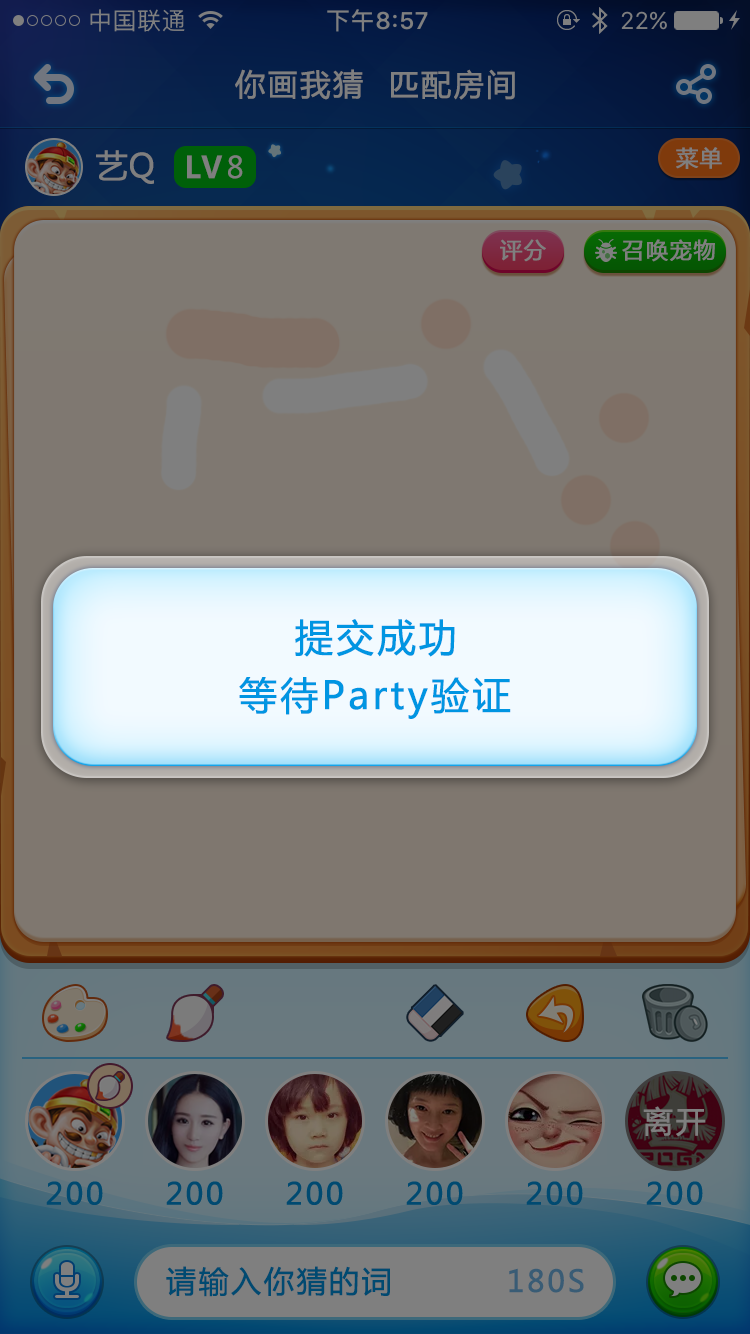 中国联通 下午8:57 22%
你画我猜 匹配房间
艺Q LV8 菜单
评分 召唤宠物
提交成功
等待Party验证
离开
200 200 200 200 200 200
请输入你猜的词 180S